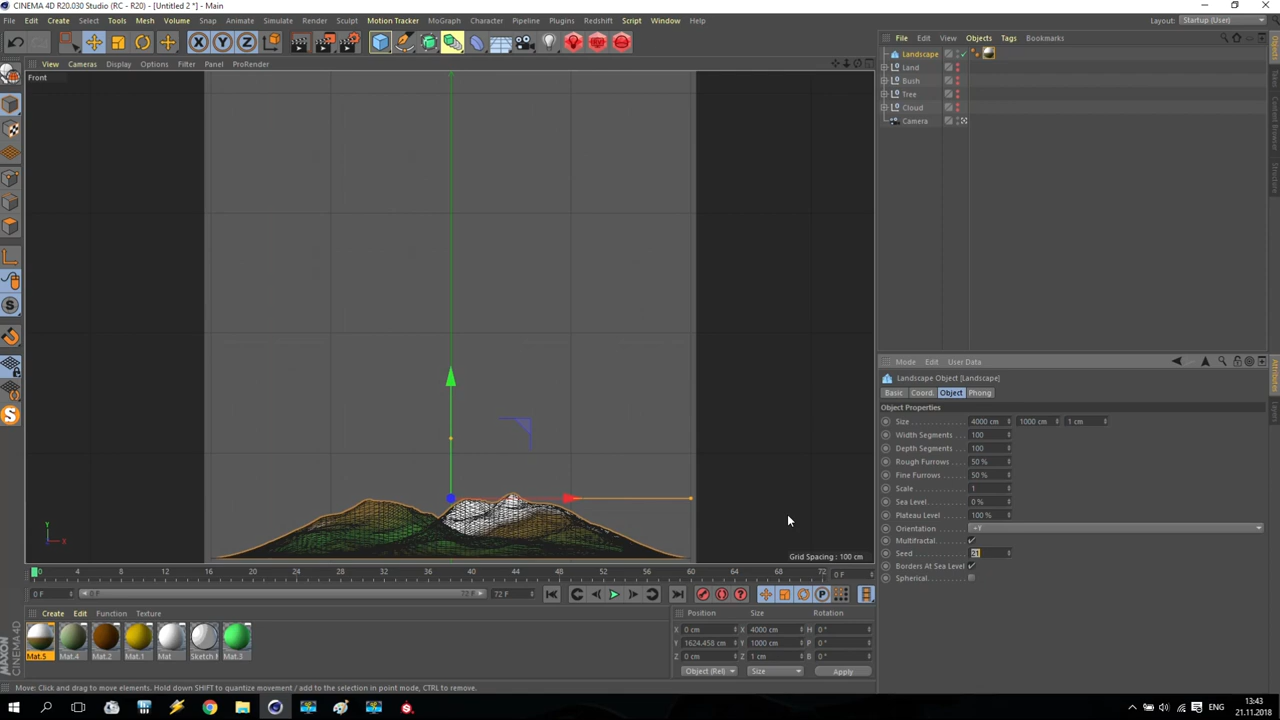 CINEMA 4D R20.030 Studio (RC - R20) - [Untitled 2 *] - Main
File Edit Create Select Tools Mesh Volume Snap Animate Simulate Render Sculpt Motion Tracker MoGraph Character Pipeline Plugins Redshift Script Window Help
Layout: Startup (User)
View Cameras Display Options Filter Panel ProRender
Front
File Edit View Objects Tags Bookmarks
Landscape
Land
Bush
Tree
Cloud
Camera
Mode Edit User Data
Landscape Object [Landscape]
Basic Coord. Object Phong
Object Properties
Size 4000 cm 1000 cm 1 cm
Width Segments 100
Depth Segments 100
Rough Furrows 50 %
Fine Furrows 50 %
Scale 1
Sea Level 0 %
Plateau Level 100 %
Orientation +Y
Multifractal
Seed 21
Borders At Sea Level
Spherical
Y
X
Grid Spacing : 100 cm
0 4 8 12 16 20 24 28 32 36 40 44 48 52 56 60 64 68 72 0 F
0 F 0 F 72 F 72 F
Create Edit Function Texture
Mat.5 Mat.4 Mat.2 Mat.1 Mat Sketch Mat.3
Position Size Rotation
X 0 cm X 4000 cm H 0 °
Y 1624.458 cm Y 1000 cm P 0 °
Z 0 cm Z 1 cm B 0 °
Object (Rel) Size Apply
MAXON CINEMA 4D
Move: Click and drag to move elements. Hold down SHIFT to quantize movement / add to the selection in point mode, CTRL to remove.
ENG
13:43
21.11.2018